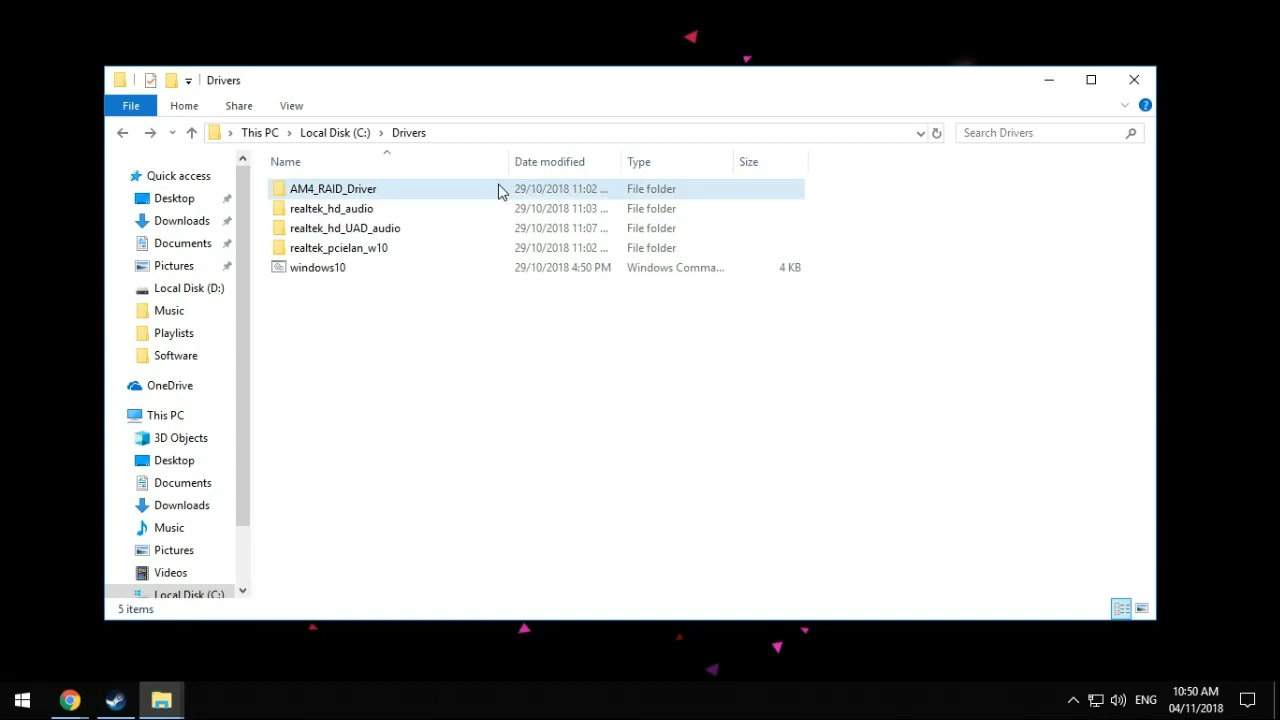 Drivers
File Home Share View
This PC Local Disk (C:) Drivers Search Drivers
Name Date modified Type Size
AM4_RAID_Driver 29/10/2018 11:02 ... File folder
realtek_hd_audio 29/10/2018 11:03 ... File folder
realtek_hd_UAD_audio 29/10/2018 11:07 ... File folder
realtek_pcielan_w10 29/10/2018 11:02 ... File folder
windows10 29/10/2018 4:50 PM Windows Comma... 4 KB
Quick access
Desktop
Downloads
Documents
Pictures
Local Disk (D:)
Music
Playlists
Software
OneDrive
This PC
3D Objects
Desktop
Documents
Downloads
Music
Pictures
Videos
Local Disk (C:)
5 items
ENG
10:50 AM
04/11/2018